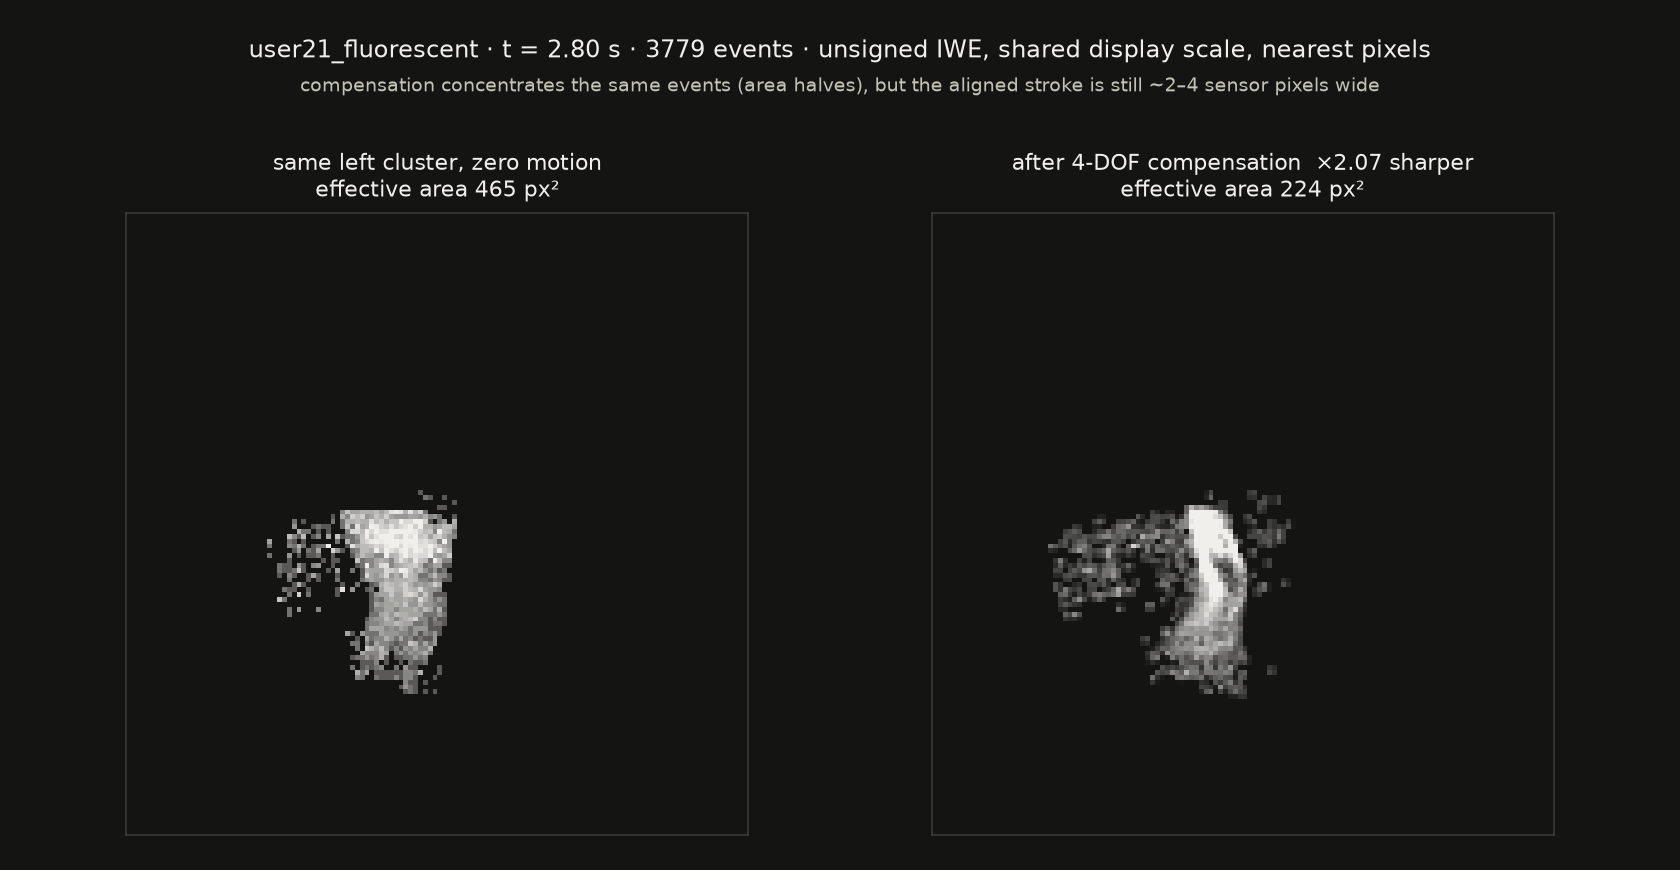 user21_fluorescent · t = 2.80 s · 3779 events · unsigned IWE, shared display scale, nearest pixels
compensation concentrates the same events (area halves), but the aligned stroke is still ~2–4 sensor pixels wide
same left cluster, zero motion
effective area 465 px²
after 4-DOF compensation  ×2.07 sharper
effective area 224 px²